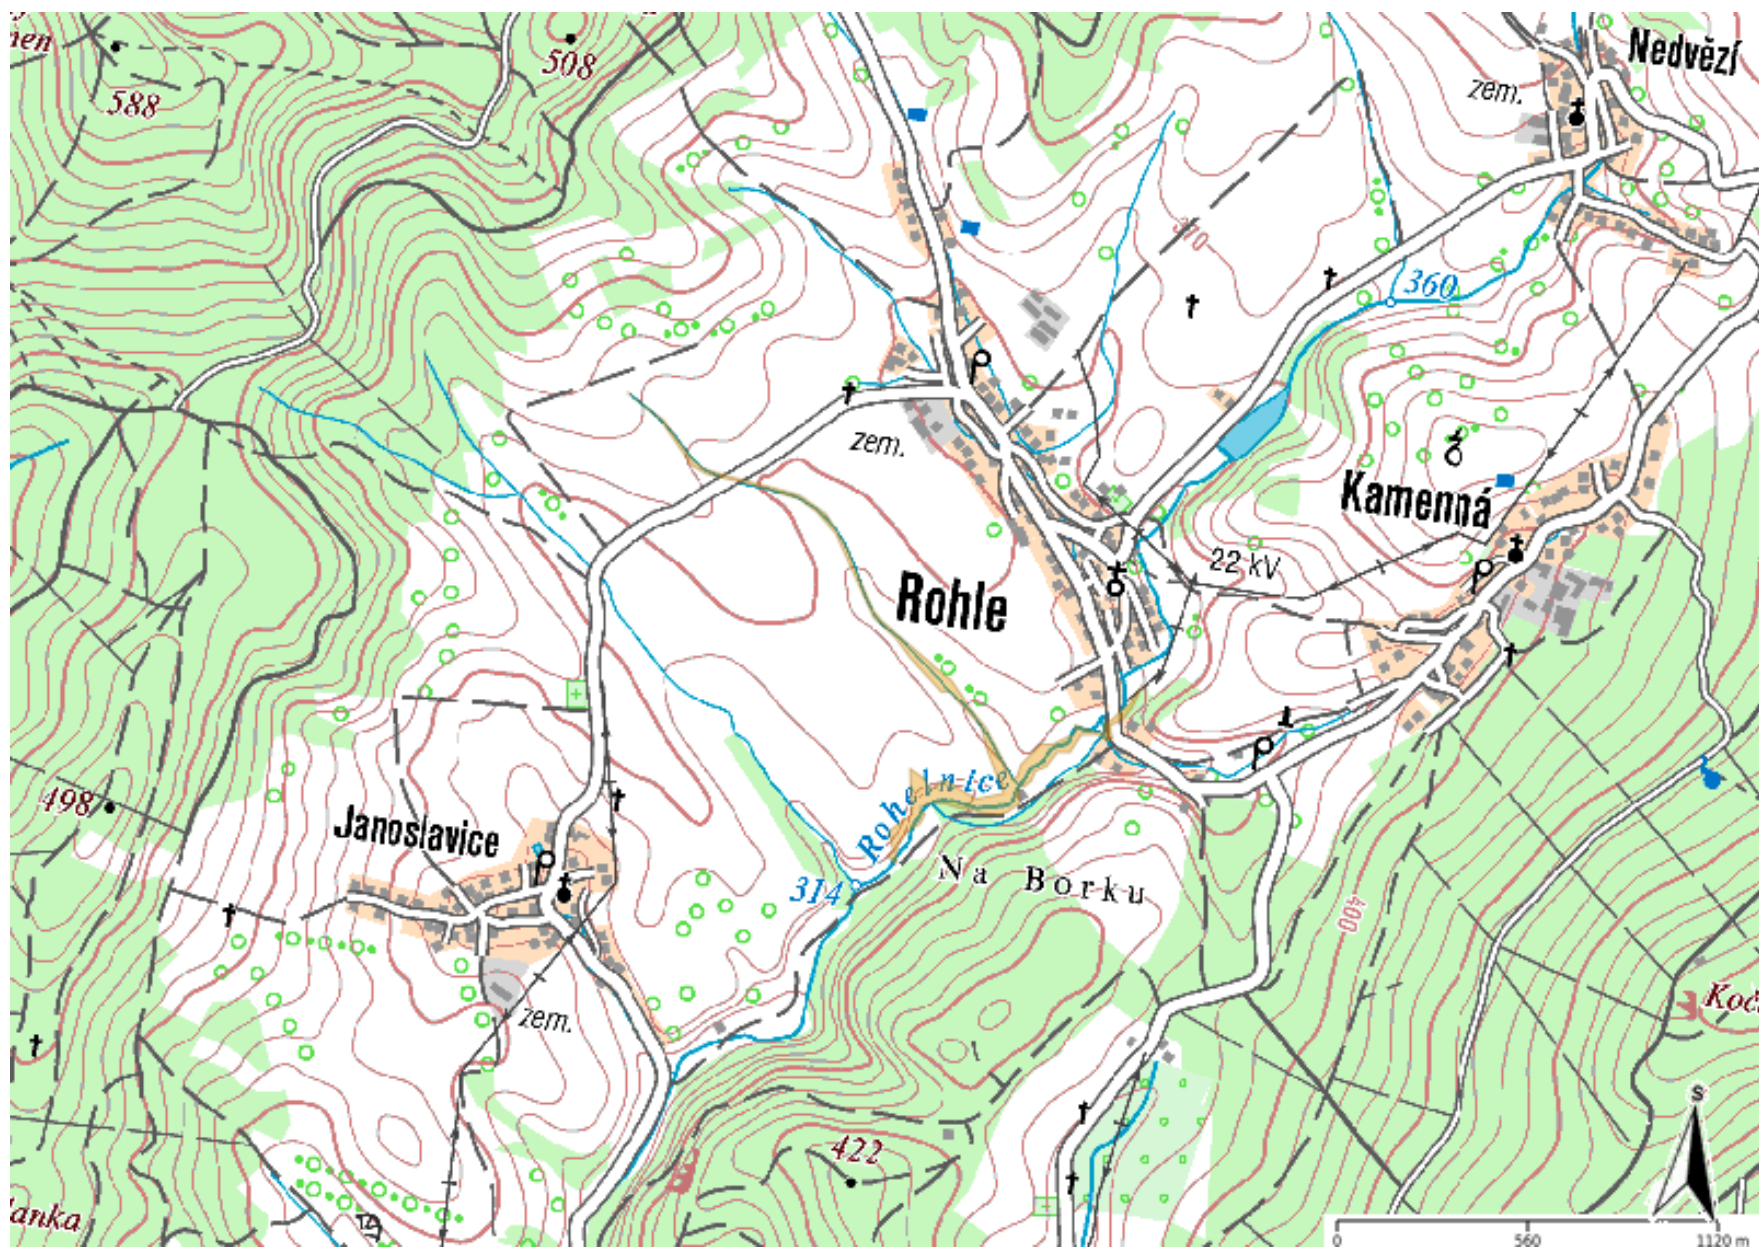 508
588
Nedvězí
zem.
310
360
zem.
Kamenná
22 kV
Rohle
498
Janoslavice
Rohelnice
314
Na Borku
400
zem.
422
S
0 560 1120 m